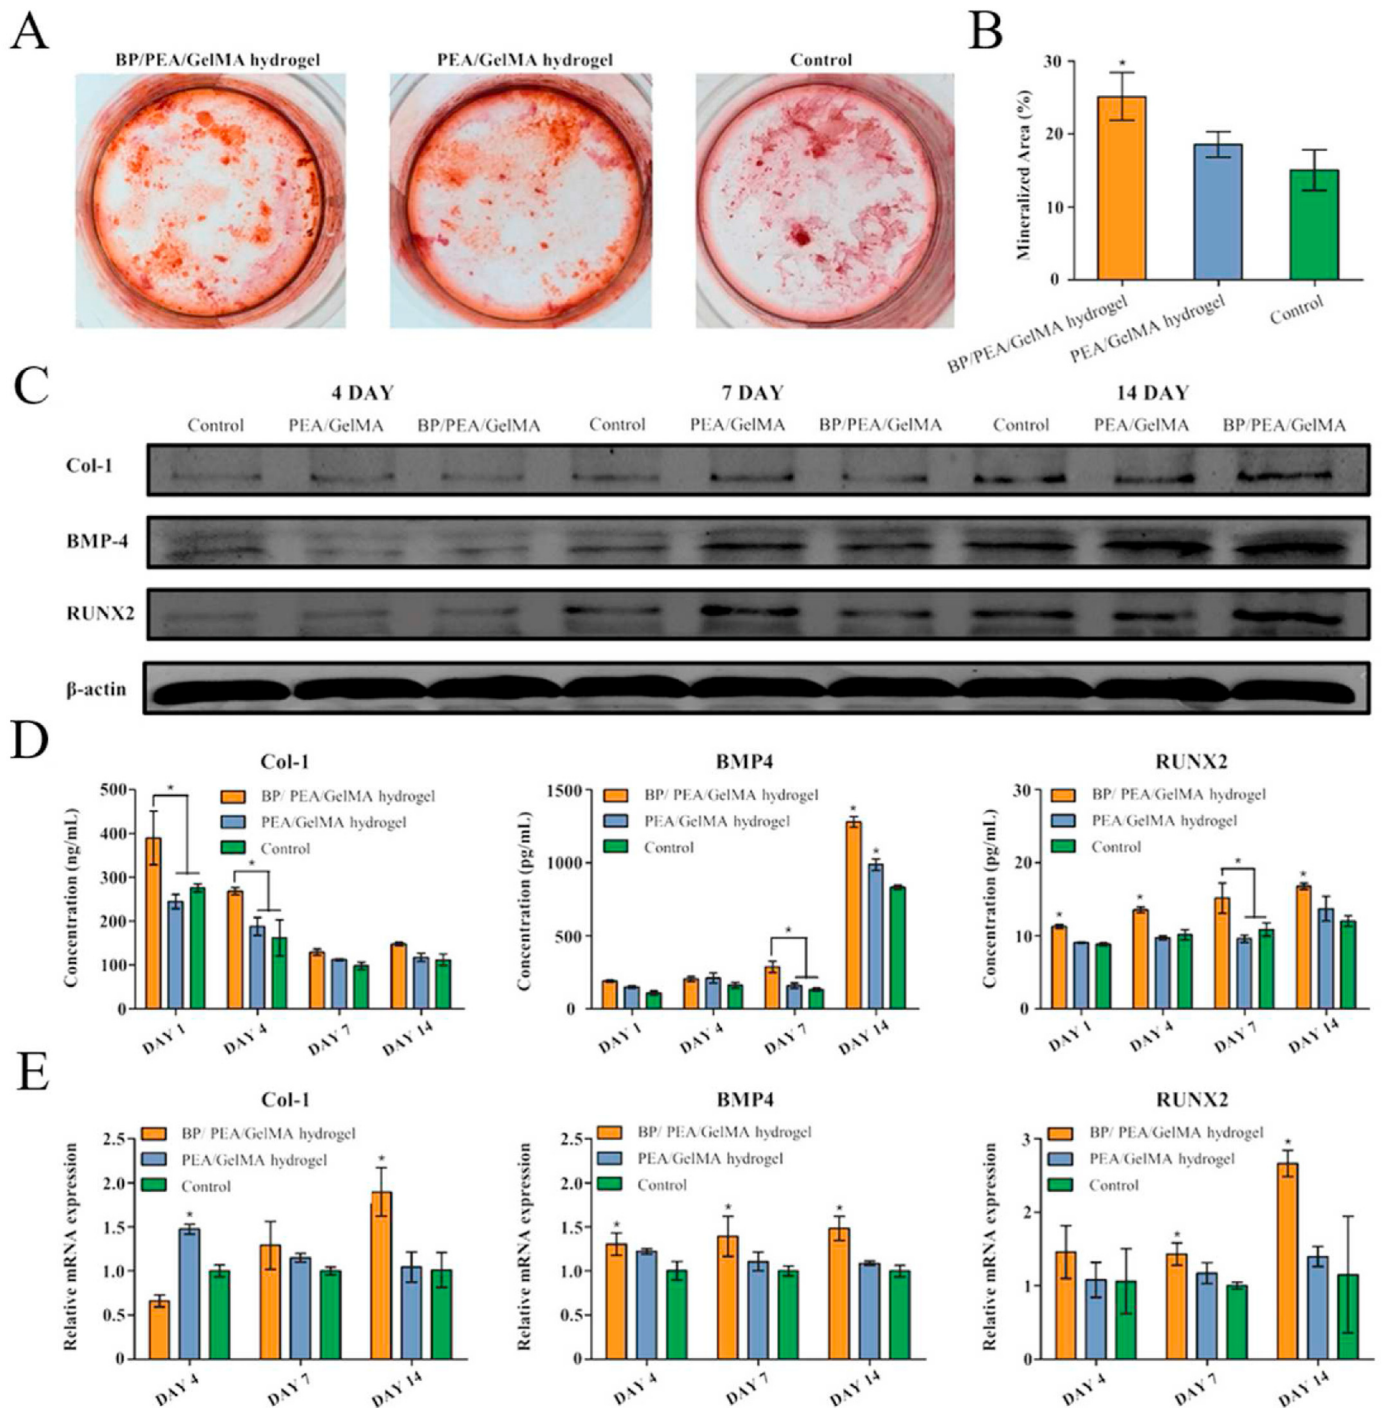 A
BP/PEA/GelMA hydrogel
PEA/GelMA hydrogel
Control
B
Mineralized Area (%)
30
20
10
0
*
BP/PEA/GelMA hydrogel
PEA/GelMA hydrogel
Control
C
4 DAY
7 DAY
14 DAY
Control
PEA/GelMA
BP/PEA/GelMA
Control
PEA/GelMA
BP/PEA/GelMA
Control
PEA/GelMA
BP/PEA/GelMA
Col-1
BMP-4
RUNX2
β-actin
D
Col-1
Concentration (ng/mL)
500
400
300
200
100
0
BP/ PEA/GelMA hydrogel
PEA/GelMA hydrogel
Control
*
*
DAY 1
DAY 4
DAY 7
DAY 14
BMP4
Concentration (pg/mL)
1500
1000
500
0
BP/ PEA/GelMA hydrogel
PEA/GelMA hydrogel
Control
*
*
*
DAY 1
DAY 4
DAY 7
DAY 14
RUNX2
Concentration (pg/mL)
30
20
10
0
BP/ PEA/GelMA hydrogel
PEA/GelMA hydrogel
Control
*
*
*
*
DAY 1
DAY 4
DAY 7
DAY 14
E
Col-1
Relative mRNA expression
2.5
2.0
1.5
1.0
0.5
0
BP/ PEA/GelMA hydrogel
PEA/GelMA hydrogel
Control
*
*
DAY 4
DAY 7
DAY 14
BMP4
Relative mRNA expression
2.5
2.0
1.5
1.0
0.5
0
BP/ PEA/GelMA hydrogel
PEA/GelMA hydrogel
Control
*
*
*
DAY 4
DAY 7
DAY 14
RUNX2
Relative mRNA expression
3
2
1
0
BP/ PEA/GelMA hydrogel
PEA/GelMA hydrogel
Control
*
*
DAY 4
DAY 7
DAY 14